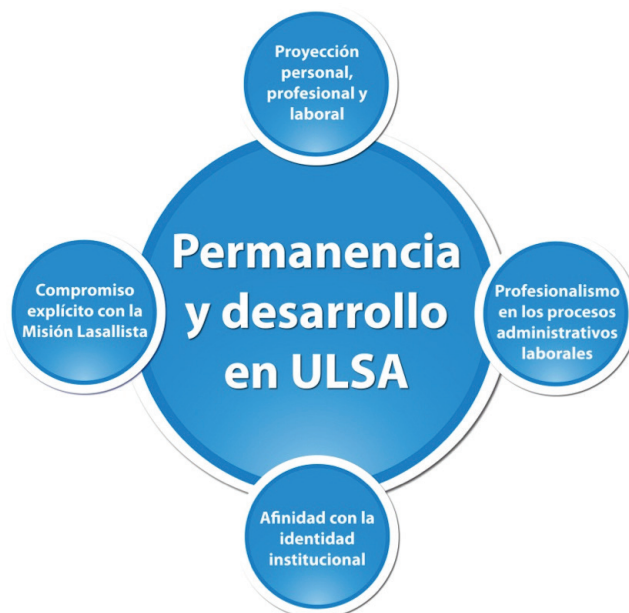 Proyección
personal,
profesional y
laboral
Permanencia
y desarrollo
en ULSA
Compromiso
explícito con la
Misión Lasallista
Profesionalismo
en los procesos
administrativos
laborales
Afinidad con la
identidad
institucional